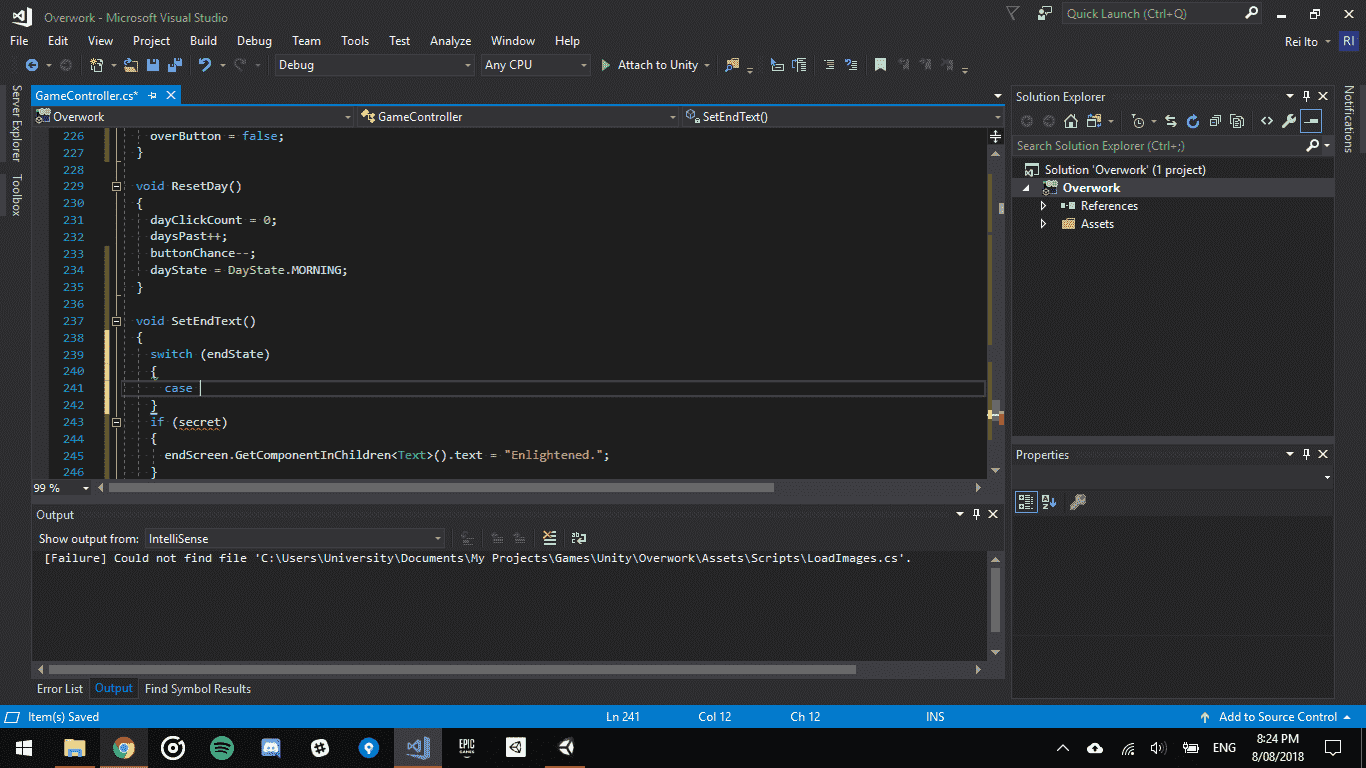 Overwork - Microsoft Visual Studio
Quick Launch (Ctrl+Q)
File Edit View Project Build Debug Team Tools Test Analyze Window Help
Rei Ito RI
Debug Any CPU Attach to Unity
Server Explorer
Toolbox
GameController.cs*
Overwork GameController SetEndText()
226 overButton = false;
227 }
228
229 void ResetDay()
230 {
231 dayClickCount = 0;
232 daysPast++;
233 buttonChance--;
234 dayState = DayState.MORNING;
235 }
236
237 void SetEndText()
238 {
239 switch (endState)
240 {
241 case
242 }
243 if (secret)
244 {
245 endScreen.GetComponentInChildren<Text>().text = "Enlightened.";
246 }
99 %
Output
Show output from: IntelliSense
[Failure] Could not find file 'C:\Users\University\Documents\My Projects\Games\Unity\Overwork\Assets\Scripts\LoadImages.cs'.
Error List Output Find Symbol Results
Solution Explorer
Search Solution Explorer (Ctrl+;)
Solution 'Overwork' (1 project)
Overwork
References
Assets
Properties
Notifications
Item(s) Saved Ln 241 Col 12 Ch 12 INS Add to Source Control
EPIC GAMES
ENG
8:24 PM
8/08/2018